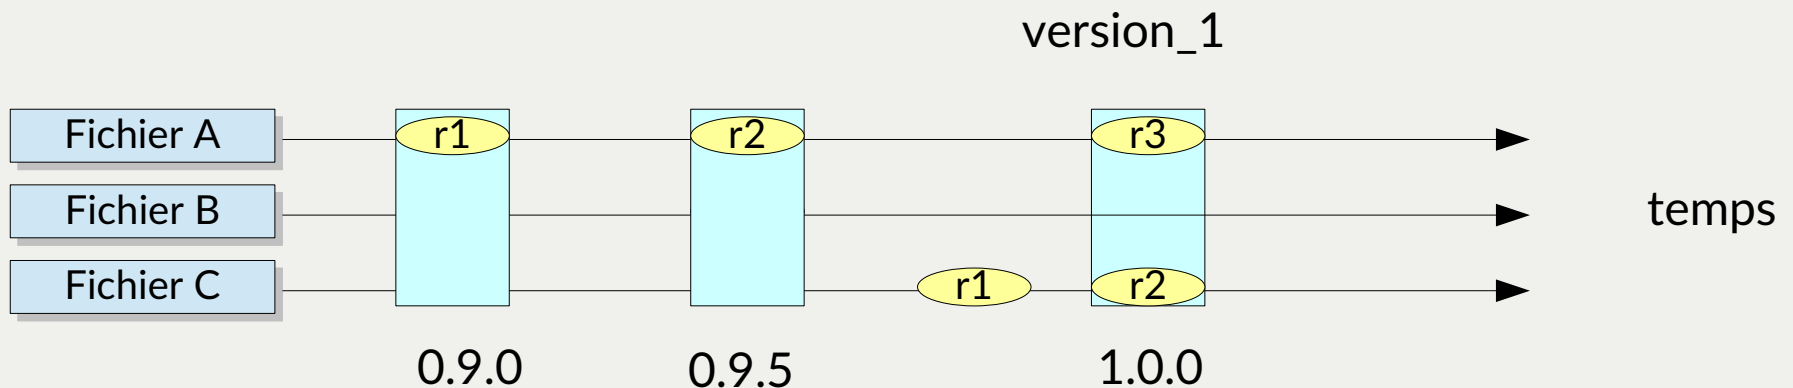 version_1
Fichier A r1 r2 r3
Fichier B temps
Fichier C r1 r2
0.9.0 0.9.5 1.0.0